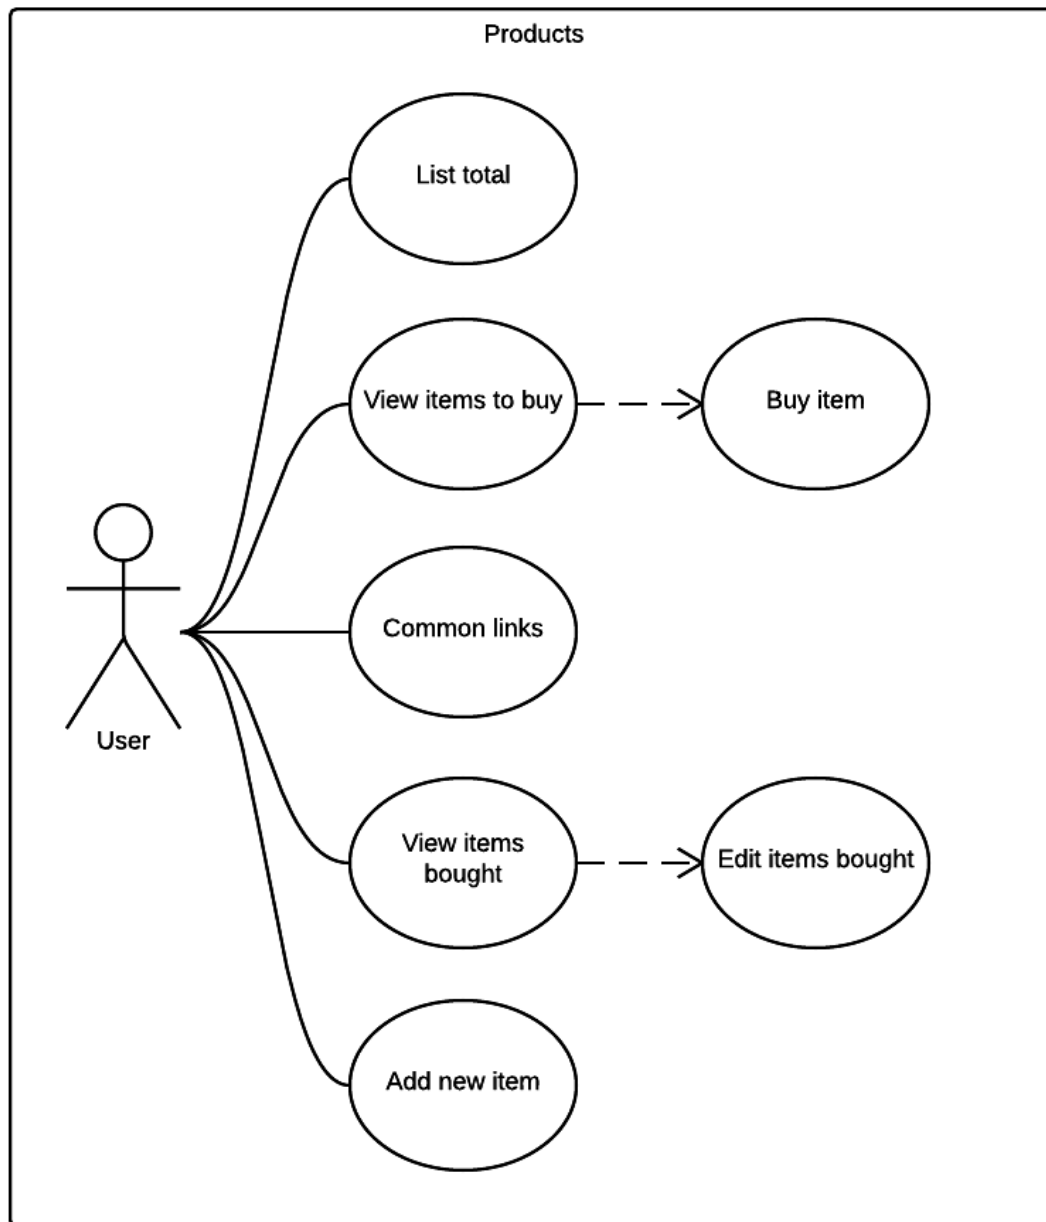 Products
List total
View items to buy
Buy item
Common links
User
View items
bought
Edit items bought
Add new item